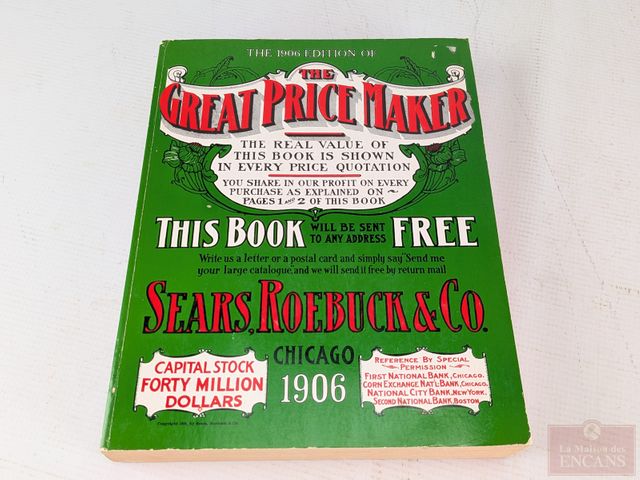 THE 1906 EDITION OF
THE
GREAT PRICE MAKER
THE REAL VALUE OF
THIS BOOK IS SHOWN
IN EVERY PRICE QUOTATION
YOU SHARE IN OUR PROFIT ON EVERY
PURCHASE AS EXPLAINED ON
PAGES 1 AND 2 OF THIS BOOK
THIS BOOK WILL BE SENT TO ANY ADDRESS FREE
Write us a letter or a postal card and simply say "Send me
your large catalogue," and we will send it free by return mail
SEARS, ROEBUCK & CO.
CHICAGO
1906
CAPITAL STOCK
FORTY MILLION
DOLLARS
REFERENCE BY SPECIAL
PERMISSION
FIRST NATIONAL BANK, CHICAGO.
CORN EXCHANGE NAT'L BANK, CHICAGO.
NATIONAL CITY BANK, NEW YORK.
SECOND NATIONAL BANK, BOSTON.
La Maison des
ENCANS